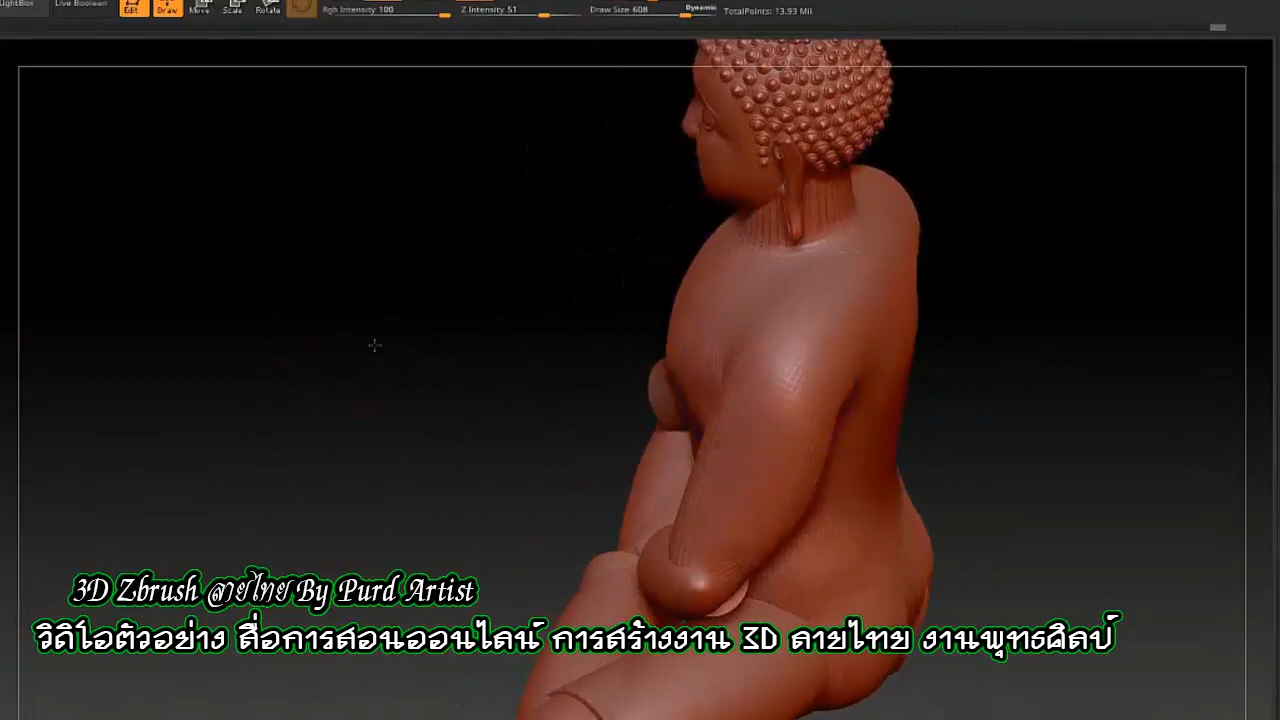 LightBox Live Boolean Edit Draw Move Scale Rotate Rgb Intensity 100 Z Intensity 51 Draw Size 608 Dynamic TotalPoints: 13.93 Mil
3D Zbrush ลายไทย By Purd Artist
วิดิโอตัวอย่าง สื่อการสอนออนไลน์ การสร้างงาน 3D ลายไทย งานพุทธศิลป์